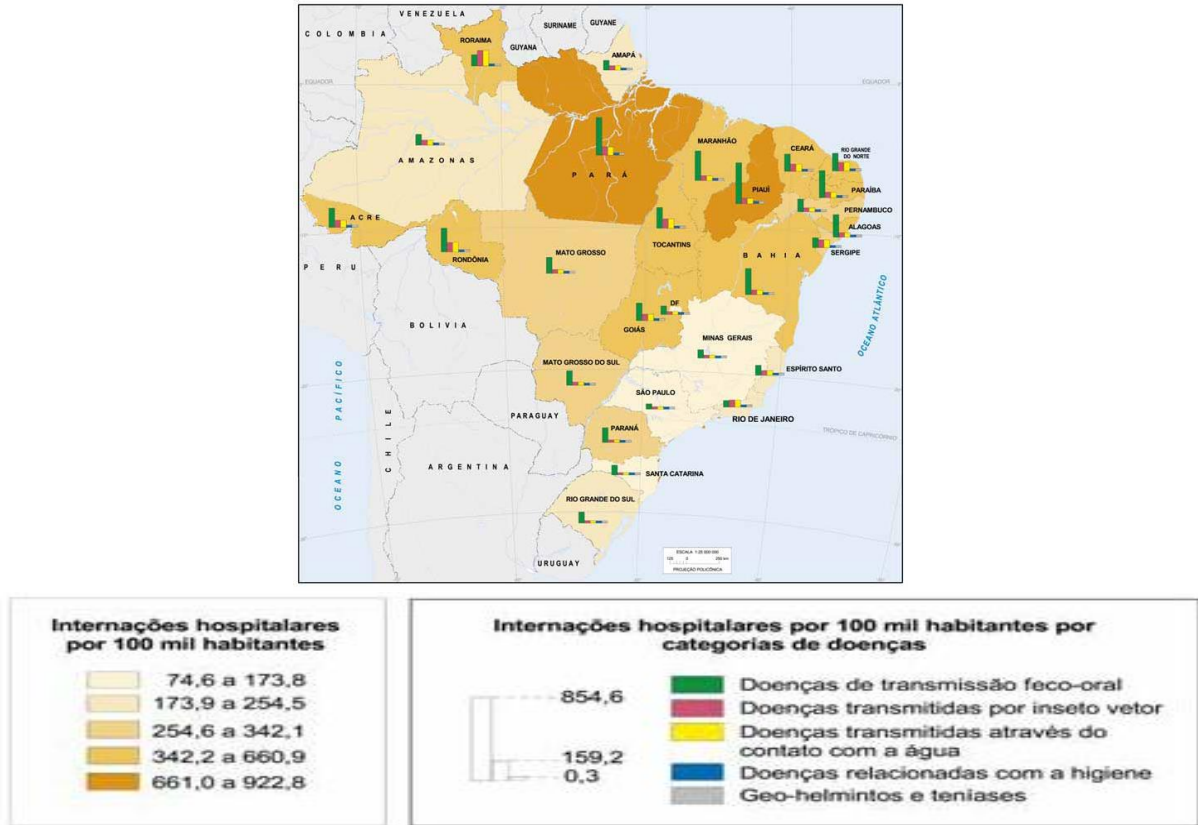 VENEZUELA
SURINAME
GUYANE
COLOMBIA
RORAIMA
GUYANA
AMAPÁ
EQUADOR
EQUADOR
MARANHÃO
CEARÁ
RIO GRANDE
DO NORTE
AMAZONAS
PARÁ
PIAUÍ
PARAÍBA
PERNAMBUCO
ACRE
ALAGOAS
TOCANTINS
SERGIPE
MATO GROSSO
BAHIA
RONDÔNIA
PERU
DF
GOIÁS
OCEANO ATLÂNTICO
BOLIVIA
MINAS GERAIS
MATO GROSSO DO SUL
ESPÍRITO SANTO
SÃO PAULO
OCEANO PACÍFICO
PARAGUAY
RIO DE JANEIRO
PARANÁ
TRÓPICO DE CAPRICÓRNIO
CHILE
ARGENTINA
SANTA CATARINA
RIO GRANDE DO SUL
URUGUAY
ESCALA 1:25 000 000
PROJEÇÃO POLICÔNICA
Internações hospitalares
por 100 mil habitantes
74,6 a 173,8
173,9 a 254,5
254,6 a 342,1
342,2 a 660,9
661,0 a 922,8
Internações hospitalares por 100 mil habitantes por
categorias de doenças
854,6
159,2
0,3
Doenças de transmissão feco-oral
Doenças transmitidas por inseto vetor
Doenças transmitidas através do
contato com a água
Doenças relacionadas com a higiene
Geo-helmintos e teníases